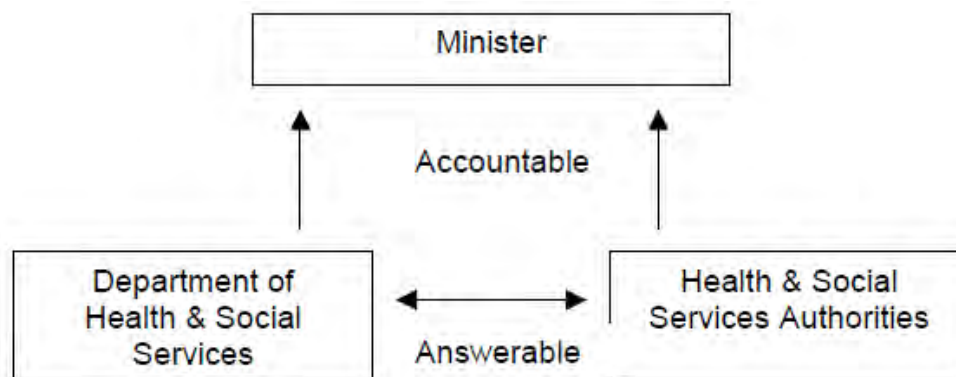 Minister
Accountable
Department of
Health & Social
Services
Answerable
Health & Social
Services Authorities